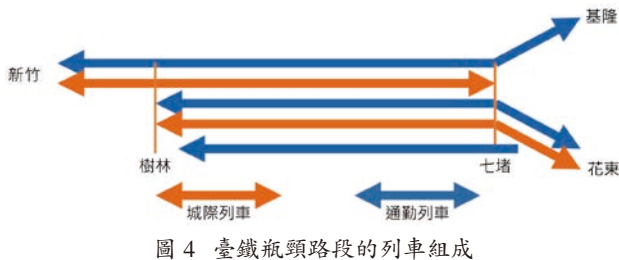 基隆
新竹
樹林
七堵
花東
城際列車
通勤列車
圖 4 臺鐵瓶頸路段的列車組成